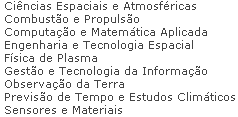 Ciências Espaciais e Atmosféricas
Combustão e Propulsão
Computação e Matemática Aplicada
Engenharia e Tecnologia Espacial
Física de Plasma
Gestão e Tecnologia da Informação
Observação da Terra
Previsão de Tempo e Estudos Climáticos
Sensores e Materiais